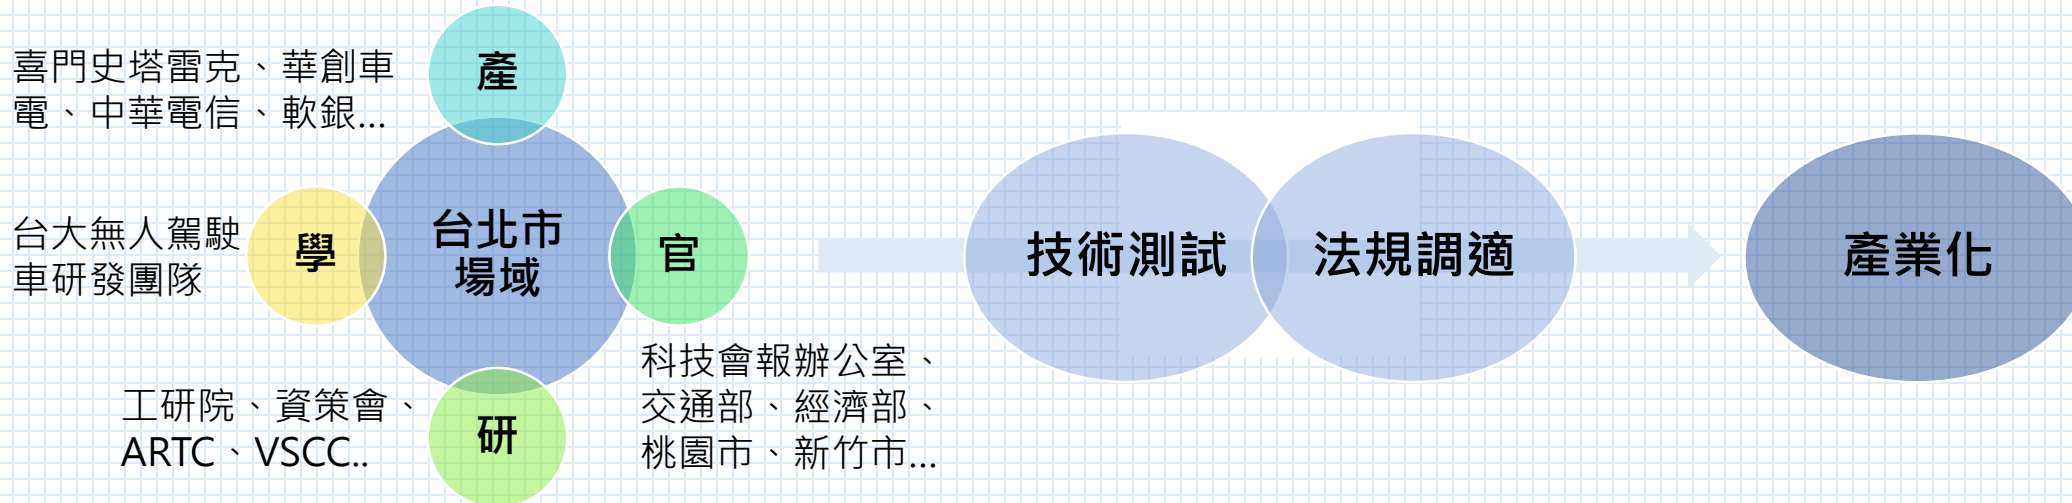 產
喜門史塔雷克、華創車
電、中華電信、軟銀...
台大無人駕駛
車研發團隊
學
台北市
場域
官
技術測試
法規調適
產業化
工研院、資策會、
ARTC、VSCC..
研
科技會報辦公室、
交通部、經濟部、
桃園市、新竹市...